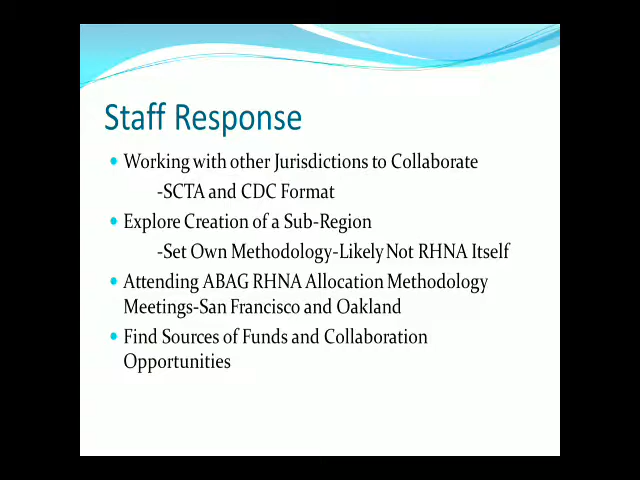 Staff Response
Working with other Jurisdictions to Collaborate
-SCTA and CDC Format
Explore Creation of a Sub-Region
-Set Own Methodology-Likely Not RHNA Itself
Attending ABAG RHNA Allocation Methodology
Meetings-San Francisco and Oakland
Find Sources of Funds and Collaboration
Opportunities